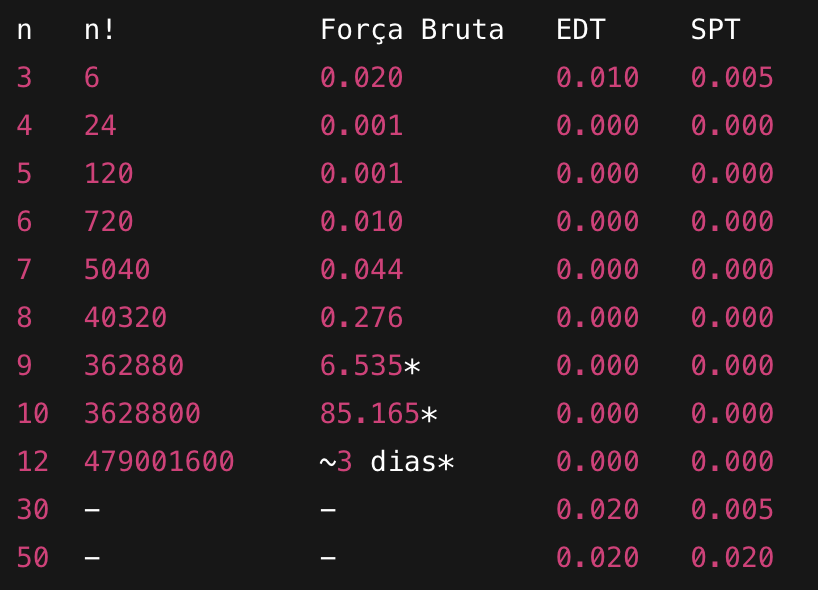 n n! Força Bruta EDT SPT
3 6 0.020 0.010 0.005
4 24 0.001 0.000 0.000
5 120 0.001 0.000 0.000
6 720 0.010 0.000 0.000
7 5040 0.044 0.000 0.000
8 40320 0.276 0.000 0.000
9 362880 6.535* 0.000 0.000
10 3628800 85.165* 0.000 0.000
12 479001600 ~3 dias* 0.000 0.000
30 – – 0.020 0.005
50 – – 0.020 0.020